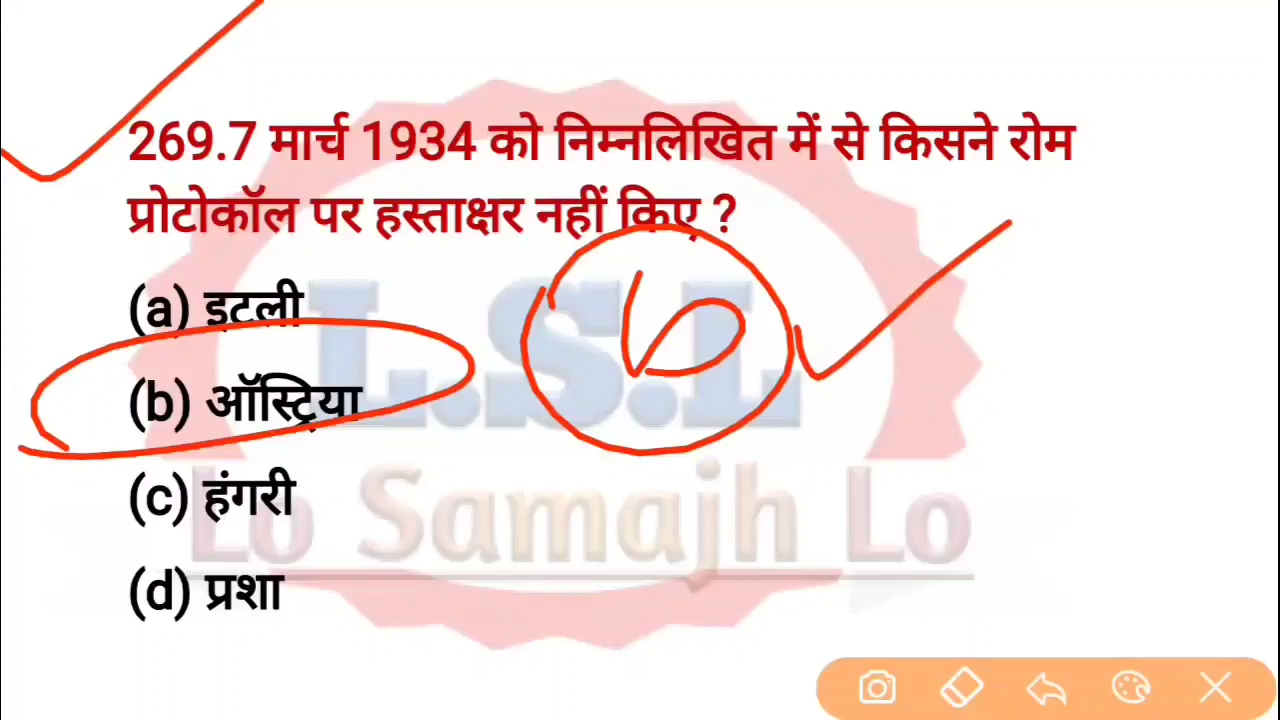 269.7 मार्च 1934 को निम्नलिखित में से किसने रोम
प्रोटोकॉल पर हस्ताक्षर नहीं किए ?
(a) इटली
(b) ऑस्ट्रिया
(c) हंगरी
(d) प्रशा
b
L.S.L
Lo Samajh Lo